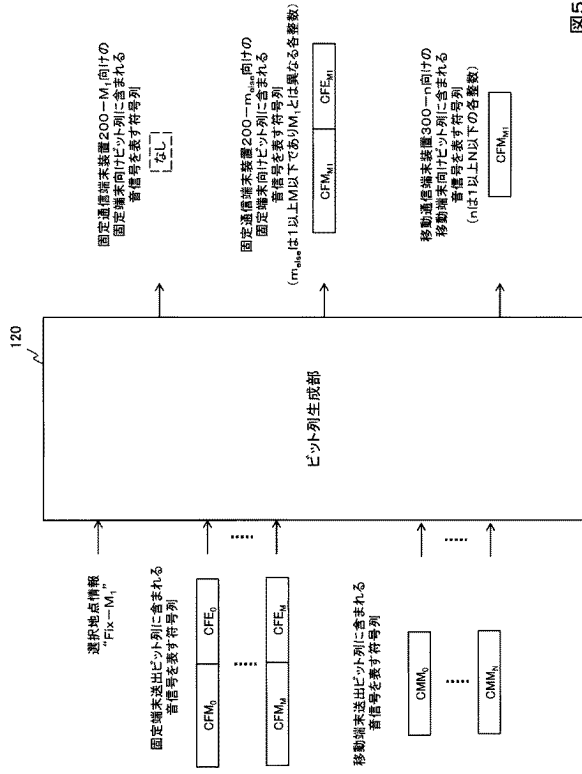 120
選択地点情報
“Fix－M₁”
固定端末送出ビット列に含まれる
音信号を表す符号列
CFM₀ CFE₀
CFM_M CFE_M
移動端末送出ビット列に含まれる
音信号を表す符号列
CMM₀
CMM_N
ビット列生成部
固定通信端末装置200－M₁向けの
固定端末向けビット列に含まれる
音信号を表す符号列
なし
固定通信端末装置200－m_else向けの
固定端末向けビット列に含まれる
音信号を表す符号列
（m_elseは1以上M以下でありM₁とは異なる各整数）
CFM_M1 CFE_M1
移動通信端末装置300－n向けの
移動端末向けビット列に含まれる
音信号を表す符号列
（nは1以上N以下の各整数）
CFM_M1
図5